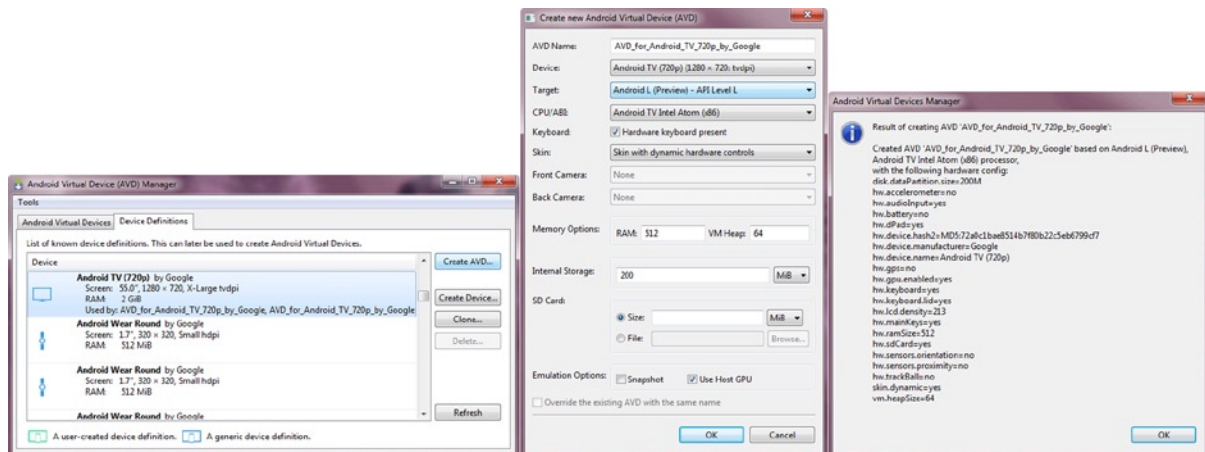 Android Virtual Device (AVD) Manager
Tools
Android Virtual Devices
Device Definitions
List of known device definitions. This can later be used to create Android Virtual Devices.
Device
Android TV (720p) by Google
Screen: 55.0", 1280 × 720, X-Large tvdpi
RAM: 2 GiB
Used by: AVD_for_Android_TV_720p_by_Google, AVD_for_Android_TV_720p_by_Google
Android Wear Round by Google
Screen: 1.7", 320 × 320, Small hdpi
RAM: 512 MiB
Android Wear Round by Google
Screen: 1.7", 320 × 320, Small hdpi
RAM: 512 MiB
Android Wear Round by Google
Create AVD...
Create Device...
Clone...
Delete...
Refresh
A user-created device definition. A generic device definition.
Create new Android Virtual Device (AVD)
AVD Name: AVD_for_Android_TV_720p_by_Google
Device: Android TV (720p) (1280 × 720: tvdpi)
Target: Android L (Preview) - API Level L
CPU/ABI: Android TV Intel Atom (x86)
Keyboard: Hardware keyboard present
Skin: Skin with dynamic hardware controls
Front Camera: None
Back Camera: None
Memory Options: RAM: 512 VM Heap: 64
Internal Storage: 200 MiB
SD Card:
Size: MiB
File: Browse...
Emulation Options: Snapshot Use Host GPU
Override the existing AVD with the same name
OK Cancel
Android Virtual Devices Manager
Result of creating AVD 'AVD_for_Android_TV_720p_by_Google':
Created AVD 'AVD_for_Android_TV_720p_by_Google' based on Android L (Preview),
Android TV Intel Atom (x86) processor,
with the following hardware config:
disk.dataPartition.size=200M
hw.accelerometer=no
hw.audioInput=yes
hw.battery=no
hw.dPad=yes
hw.device.hash2=MD5:72a0c1bae8514b7f80b22c5eb6799cf7
hw.device.manufacturer=Google
hw.device.name=Android TV (720p)
hw.gps=no
hw.gpu.enabled=yes
hw.keyboard=yes
hw.keyboard.lid=yes
hw.lcd.density=213
hw.mainKeys=yes
hw.ramSize=512
hw.sdCard=yes
hw.sensors.orientation=no
hw.sensors.proximity=no
hw.trackBall=no
skin.dynamic=yes
vm.heapSize=64
OK